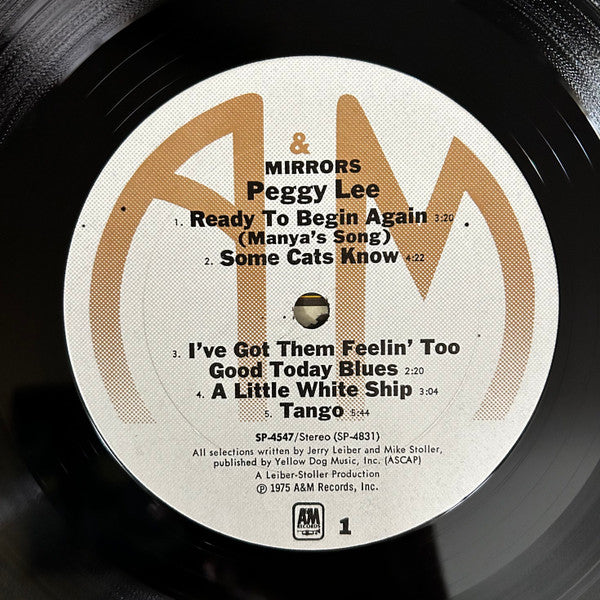 A&M
MIRRORS
Peggy Lee
1. Ready To Begin Again 3:20
(Manya's Song)
2. Some Cats Know 4:22
3. I've Got Them Feelin' Too
Good Today Blues 2:20
4. A Little White Ship 3:04
5. Tango 5:44
SP-4547/Stereo (SP-4831)
All selections written by Jerry Leiber and Mike Stoller,
published by Yellow Dog Music, Inc. (ASCAP)
A Leiber-Stoller Production
℗ 1975 A&M Records, Inc.
A&M
RECORDS
1